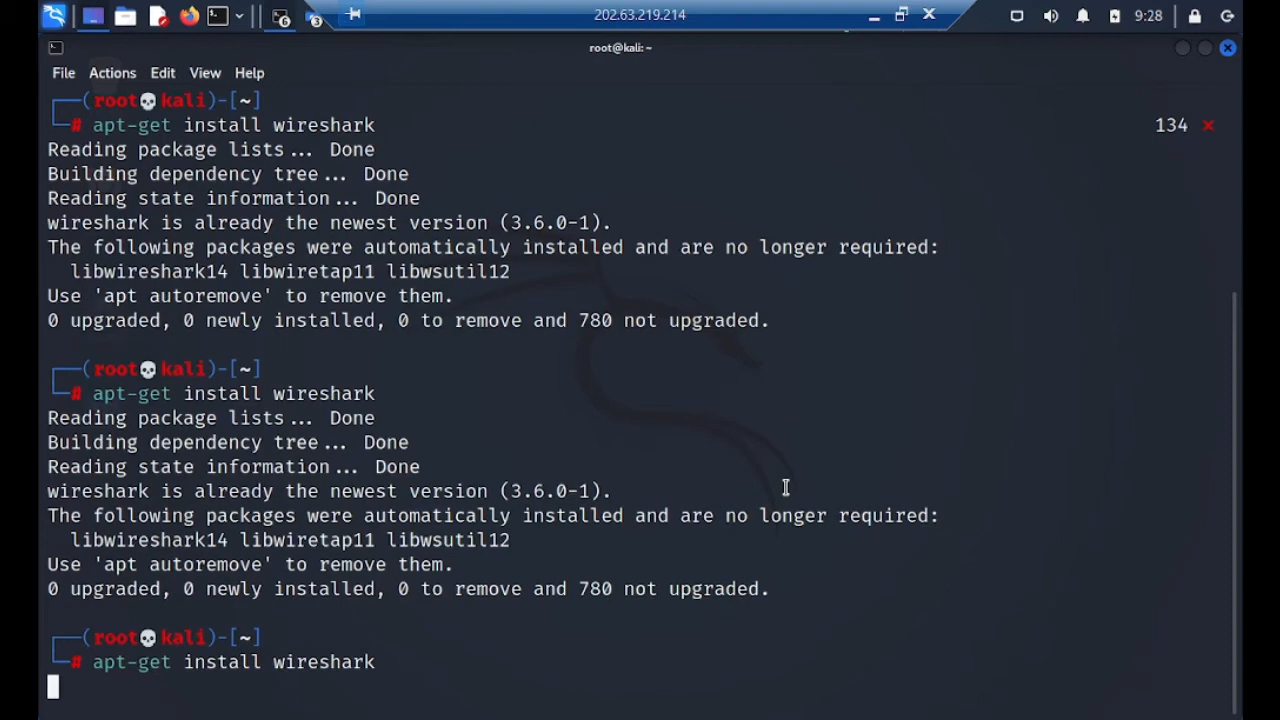 202.63.219.214
9:28
root@kali: ~
File Actions Edit View Help
(root💀kali)-[~]
# apt-get install wireshark
134 ✗
Reading package lists... Done
Building dependency tree... Done
Reading state information... Done
wireshark is already the newest version (3.6.0-1).
The following packages were automatically installed and are no longer required:
libwireshark14 libwiretap11 libwsutil12
Use 'apt autoremove' to remove them.
0 upgraded, 0 newly installed, 0 to remove and 780 not upgraded.
(root💀kali)-[~]
# apt-get install wireshark
Reading package lists... Done
Building dependency tree... Done
Reading state information... Done
wireshark is already the newest version (3.6.0-1).
The following packages were automatically installed and are no longer required:
libwireshark14 libwiretap11 libwsutil12
Use 'apt autoremove' to remove them.
0 upgraded, 0 newly installed, 0 to remove and 780 not upgraded.
(root💀kali)-[~]
# apt-get install wireshark